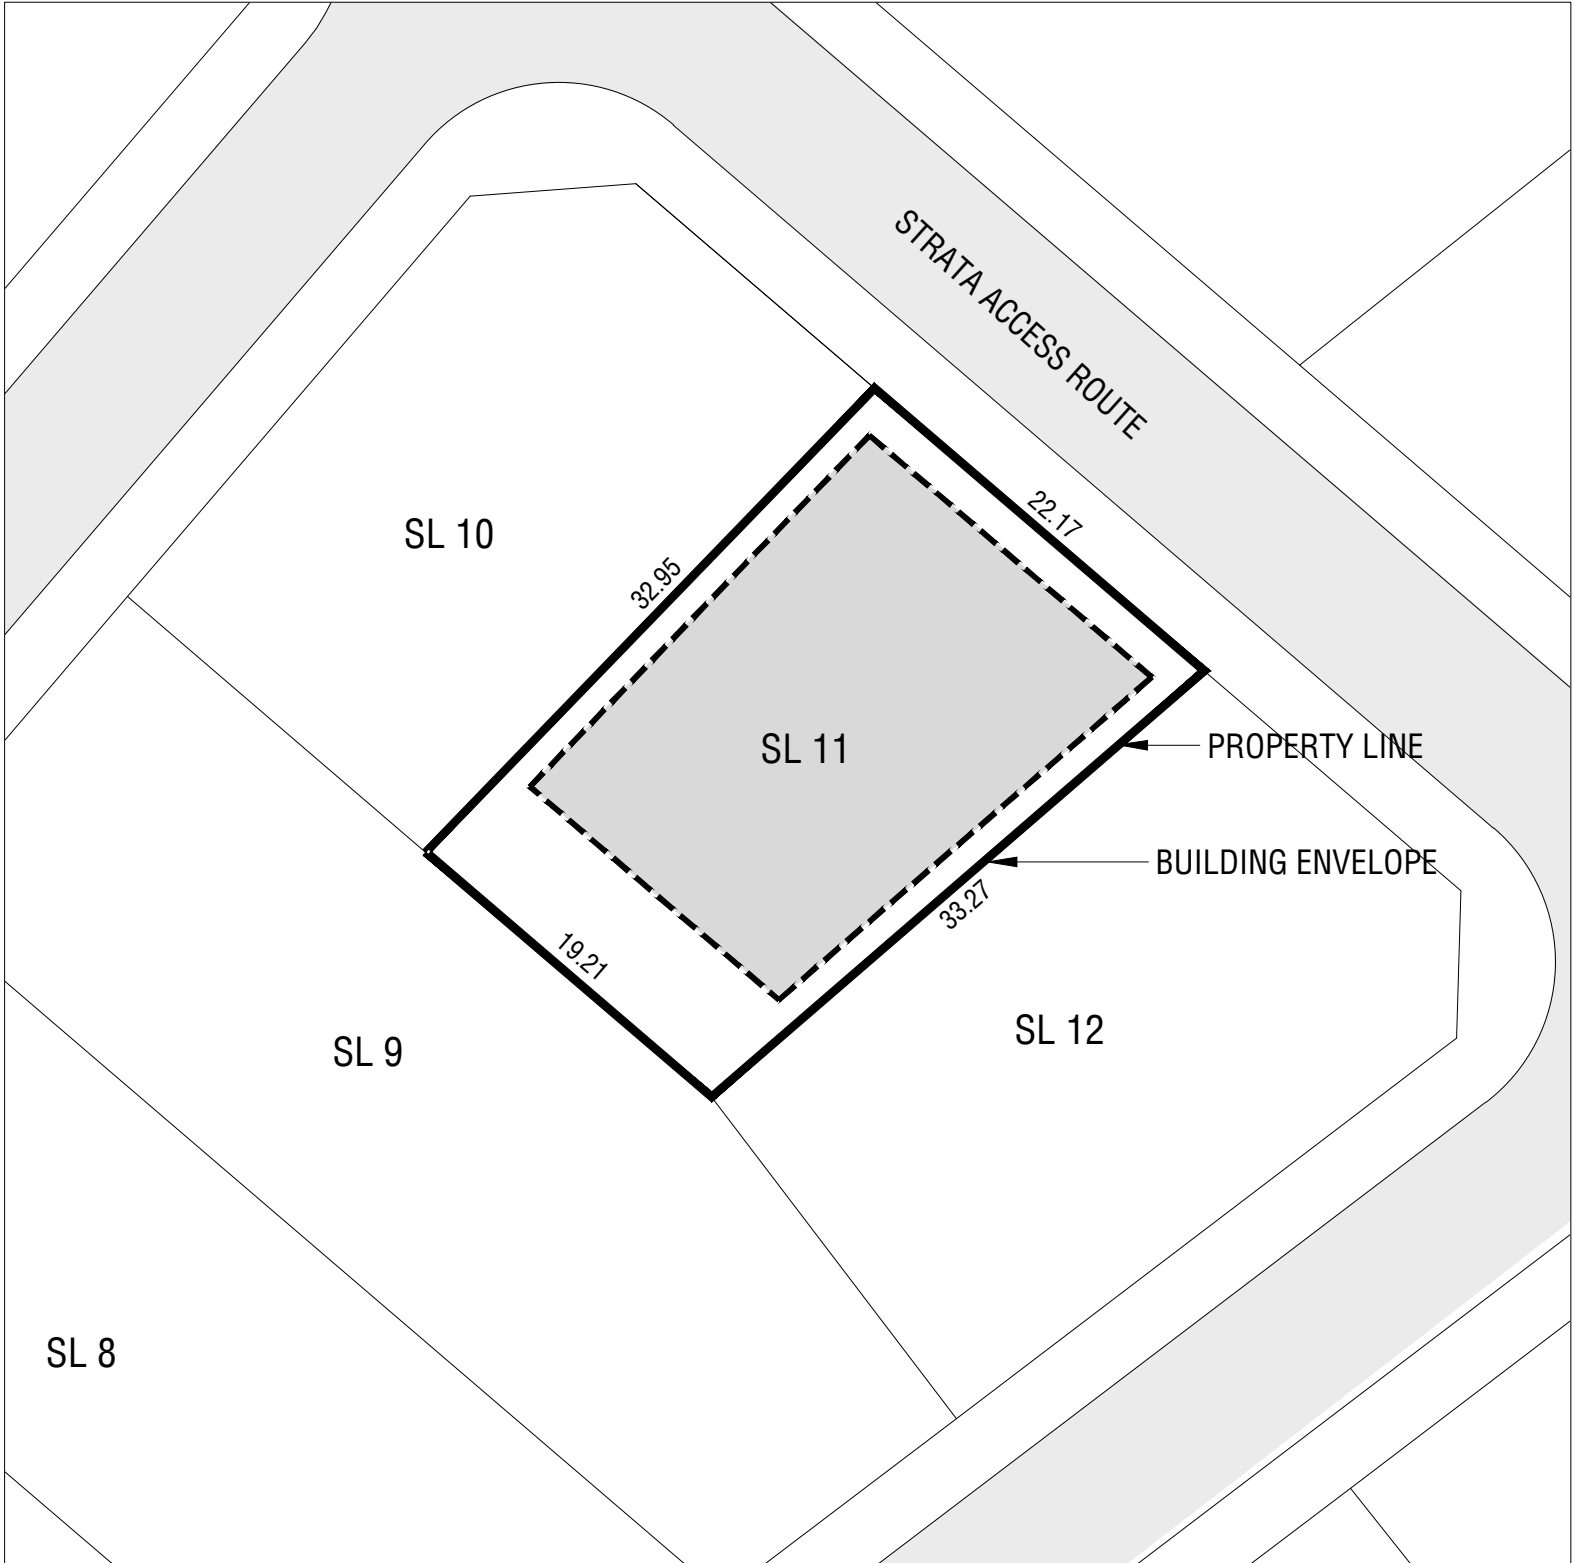 STRATA ACCESS ROUTE
22.17
SL 10
32.95
SL 11
PROPERTY LINE
BUILDING ENVELOPE
33.27
19.21
SL 12
SL 9
SL 8